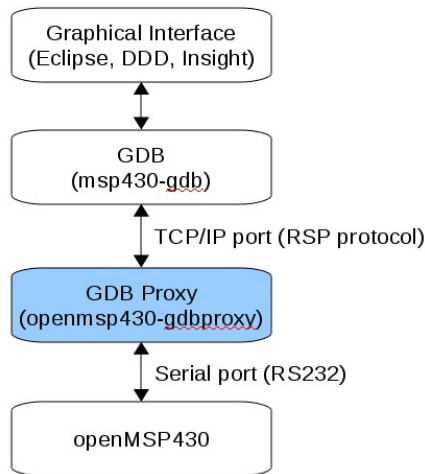 Graphical Interface
(Eclipse, DDD, Insight)
GDB
(msp430-gdb)
TCP/IP port (RSP protocol)
GDB Proxy
(openmsp430-gdbproxy)
Serial port (RS232)
openMSP430